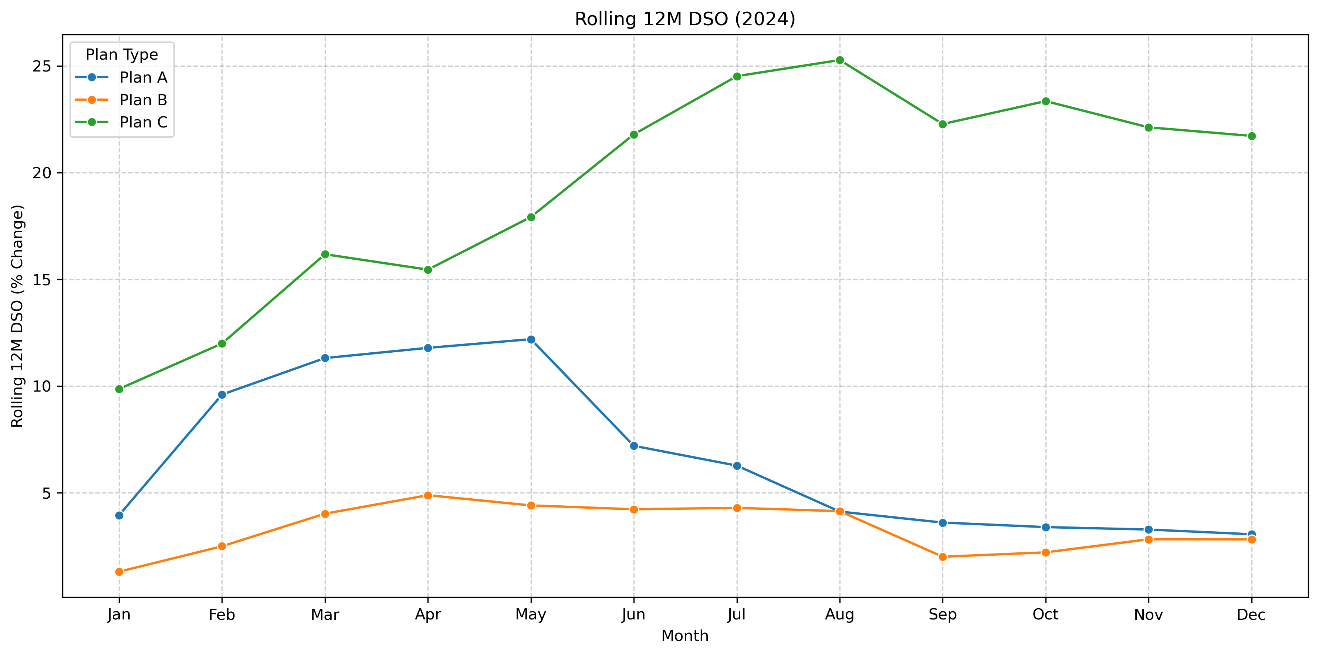 Rolling 12M DSO (2024)
Plan Type
Plan A
Plan B
Plan C
Rolling 12M DSO (% Change)
25
20
15
10
5
Jan Feb Mar Apr May Jun Jul Aug Sep Oct Nov Dec
Month